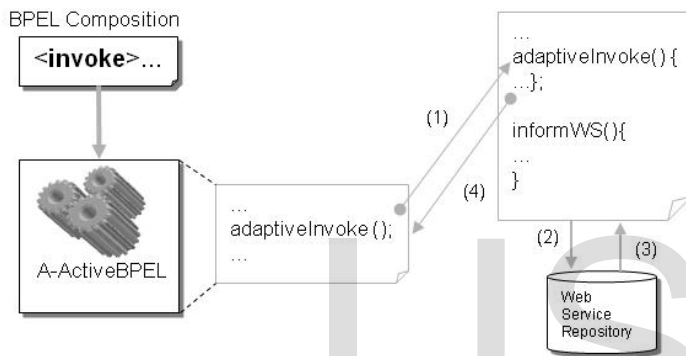 BPEL Composition
<invoke>...
A-ActiveBPEL
...
adaptiveInvoke();
...
(1)
(4)
...
adaptiveInvoke(){
...};
informWS(){
...
}
(2)
(3)
Web
Service
Repository